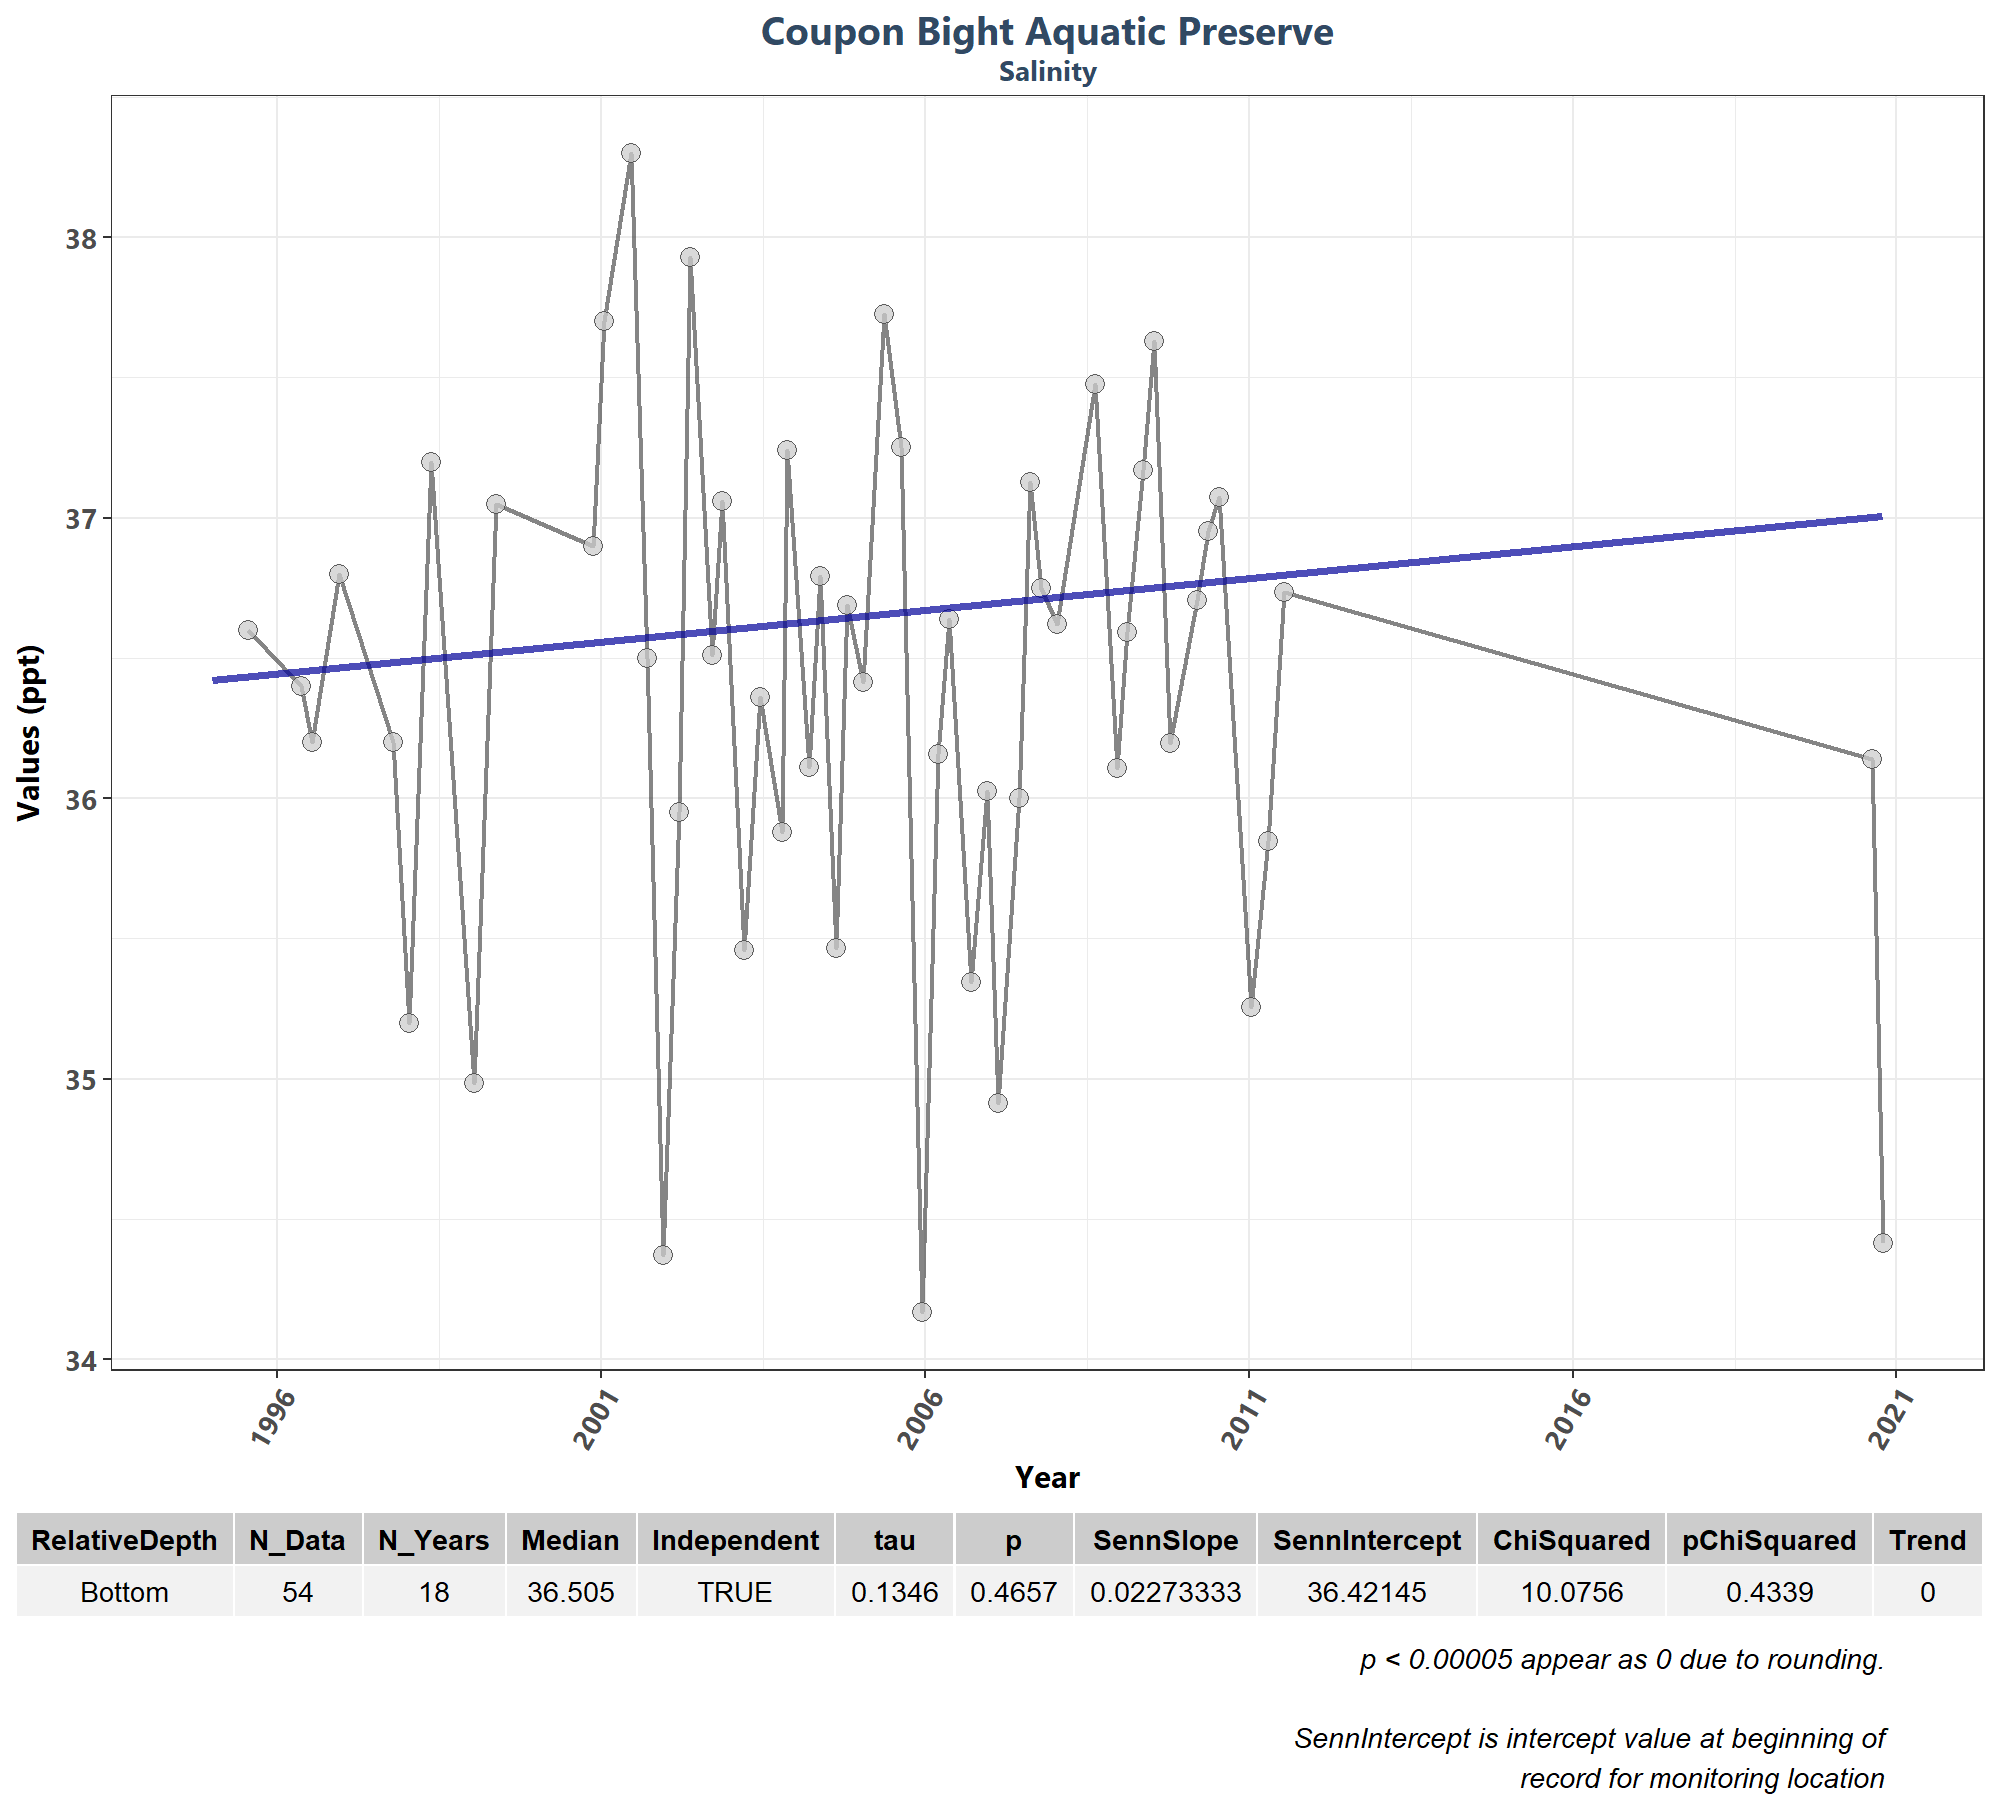 Coupon Bight Aquatic Preserve
Salinity
Values (ppt)
38
37
36
35
34
1996
2001
2006
2011
2016
2021
Year
RelativeDepth N_Data N_Years Median Independent tau p SennSlope SennIntercept ChiSquared pChiSquared Trend
Bottom 54 18 36.505 TRUE 0.1346 0.4657 0.02273333 36.42145 10.0756 0.4339 0
p < 0.00005 appear as 0 due to rounding.
SennIntercept is intercept value at beginning of
record for monitoring location